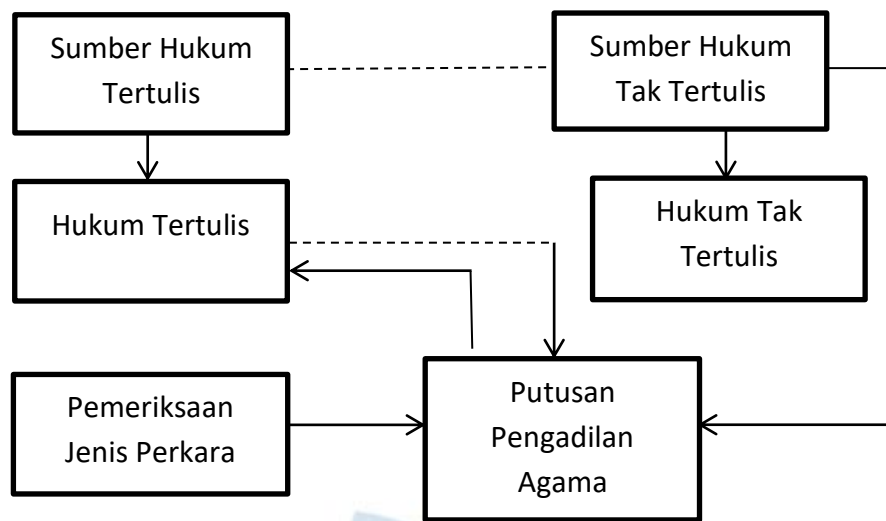 Sumber Hukum
Tertulis
Sumber Hukum
Tak Tertulis
Hukum Tertulis
Hukum Tak
Tertulis
Pemeriksaan
Jenis Perkara
Putusan
Pengadilan
Agama